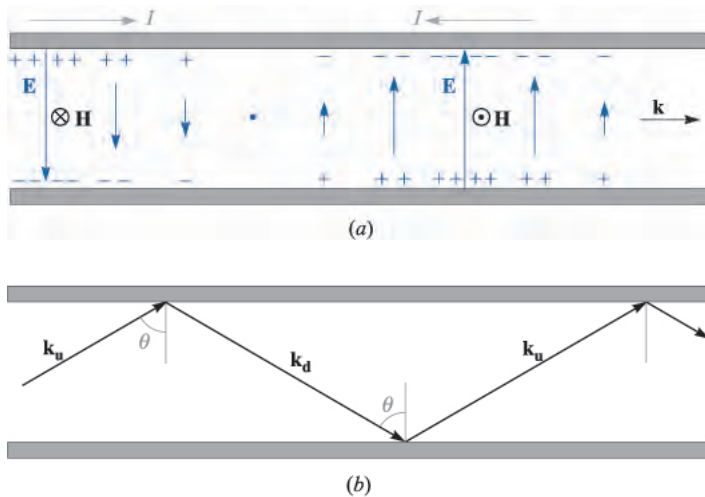 I I
+ + + + + + + – – – – – – – – – –
E E
H H k
– – – – – – – + + + + + + + + + +
(a)
k_u θ k_d θ k_u
(b)